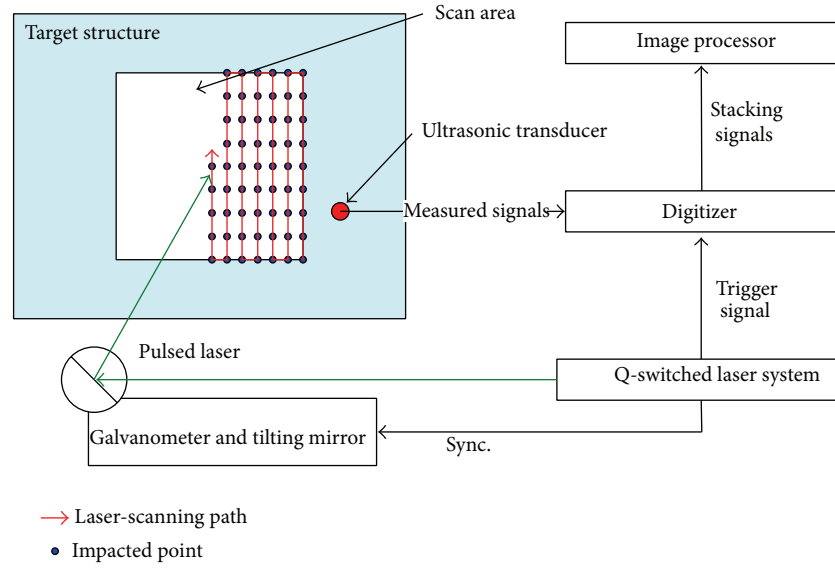 Scan area
Target structure
Image processor
Stacking
signals
Ultrasonic transducer
Measured signals
Digitizer
Trigger
signal
Pulsed laser
Q-switched laser system
Galvanometer and tilting mirror
Sync.
Laser-scanning path
Impacted point